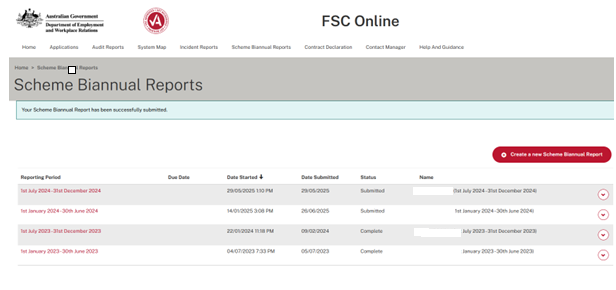 Australian Government
Department of Employment
and Workplace Relations
FSC Online
Home Applications Audit Reports System Map Incident Reports Scheme Biannual Reports Contract Declaration Contact Manager Help And Guidance
Home > Scheme Reports
Scheme Biannual Reports
Your Scheme Biannual Report has been successfully submitted.
Create a new Scheme Biannual Report
Reporting Period Due Date Date Started Date Submitted Status Name
1st July 2024-31st December 2024 29/05/2025 1:10 PM 29/05/2025 Submitted (1st July 2024-31st December 2024)
1st January 2024-30th June 2024 14/01/2025 3:08 PM 26/06/2025 Submitted 1st January 2024-30th June 2024)
1st July 2023-31st December 2023 22/01/2024 11:18 PM 09/02/2024 Complete July 2023-31st December 2023)
1st January 2023-30th June 2023 04/07/2023 7:33 PM 05/07/2023 Complete January 2023-30th June 2023)